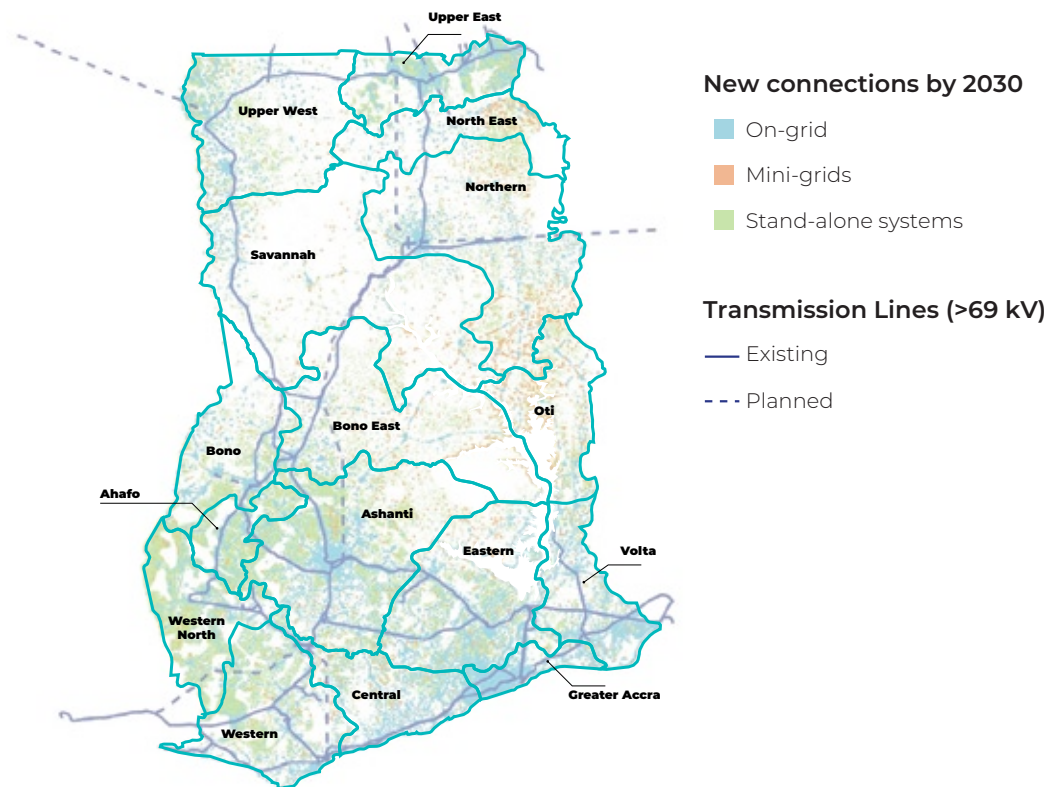 Upper East
Upper West
North East
Northern
Savannah
Oti
Bono East
Bono
Ahafo
Ashanti
Eastern
Volta
Western
North
Central
Greater Accra
Western
New connections by 2030
On-grid
Mini-grids
Stand-alone systems
Transmission Lines (>69 kV)
Existing
Planned